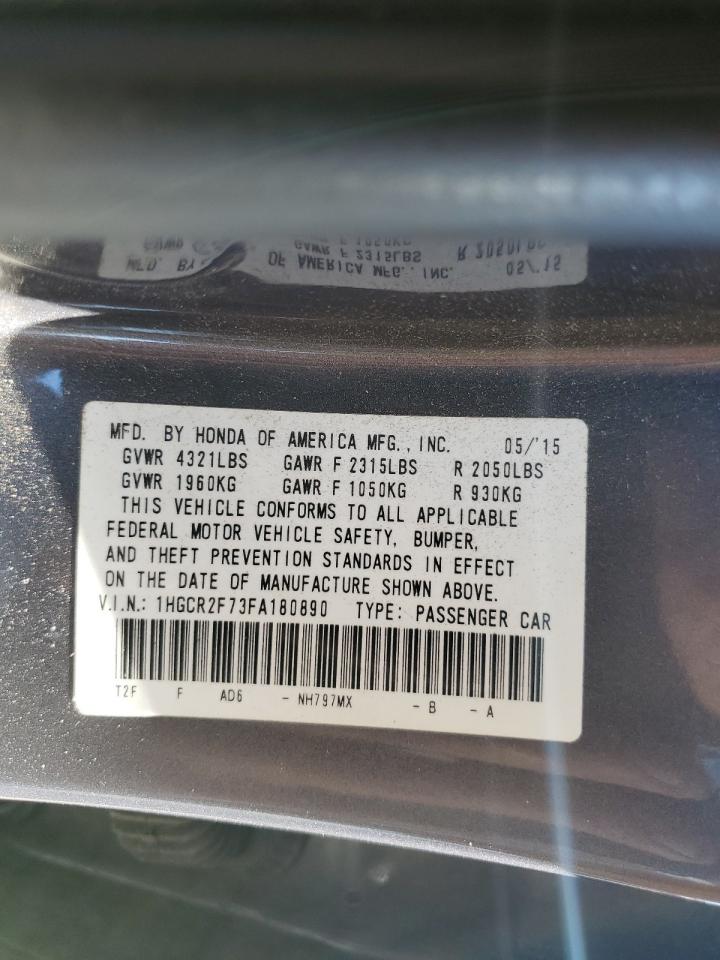 MFD. BY HONDA OF AMERICA MFG., INC. 05/'15
GVWR 4321LBS GAWR F 2315LBS R 2050LBS
GVWR 1960KG GAWR F 1050KG R 930KG
THIS VEHICLE CONFORMS TO ALL APPLICABLE
FEDERAL MOTOR VEHICLE SAFETY, BUMPER,
AND THEFT PREVENTION STANDARDS IN EFFECT
ON THE DATE OF MANUFACTURE SHOWN ABOVE.
V.I.N.: 1HGCR2F73FA180890 TYPE: PASSENGER CAR
T2F F AD6 - NH797MX - B - A